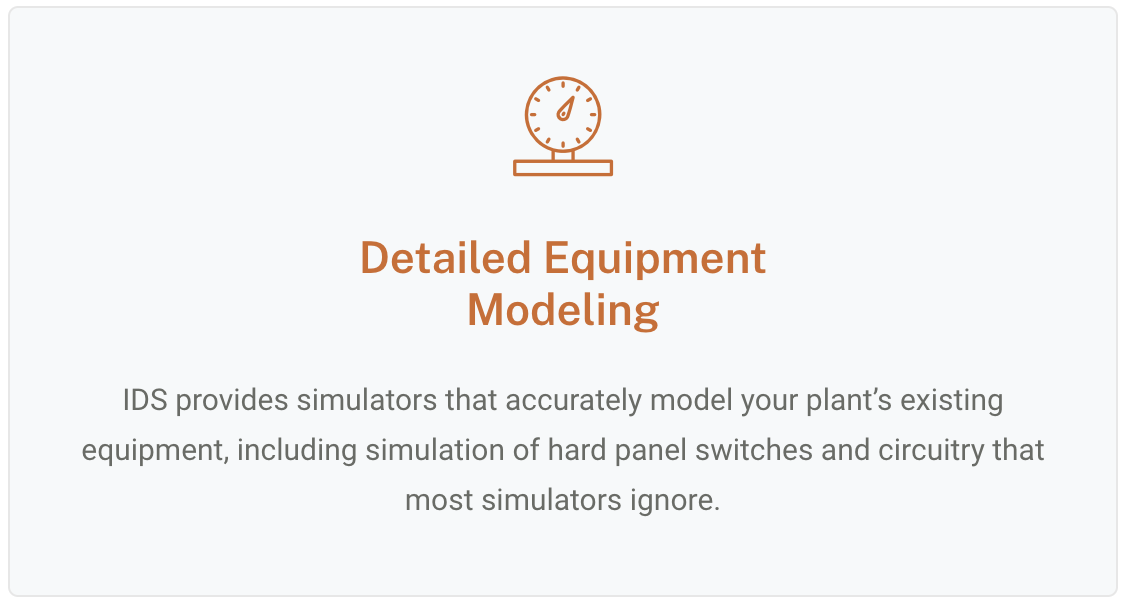 Detailed Equipment
Modeling
IDS provides simulators that accurately model your plant’s existing
equipment, including simulation of hard panel switches and circuitry that
most simulators ignore.